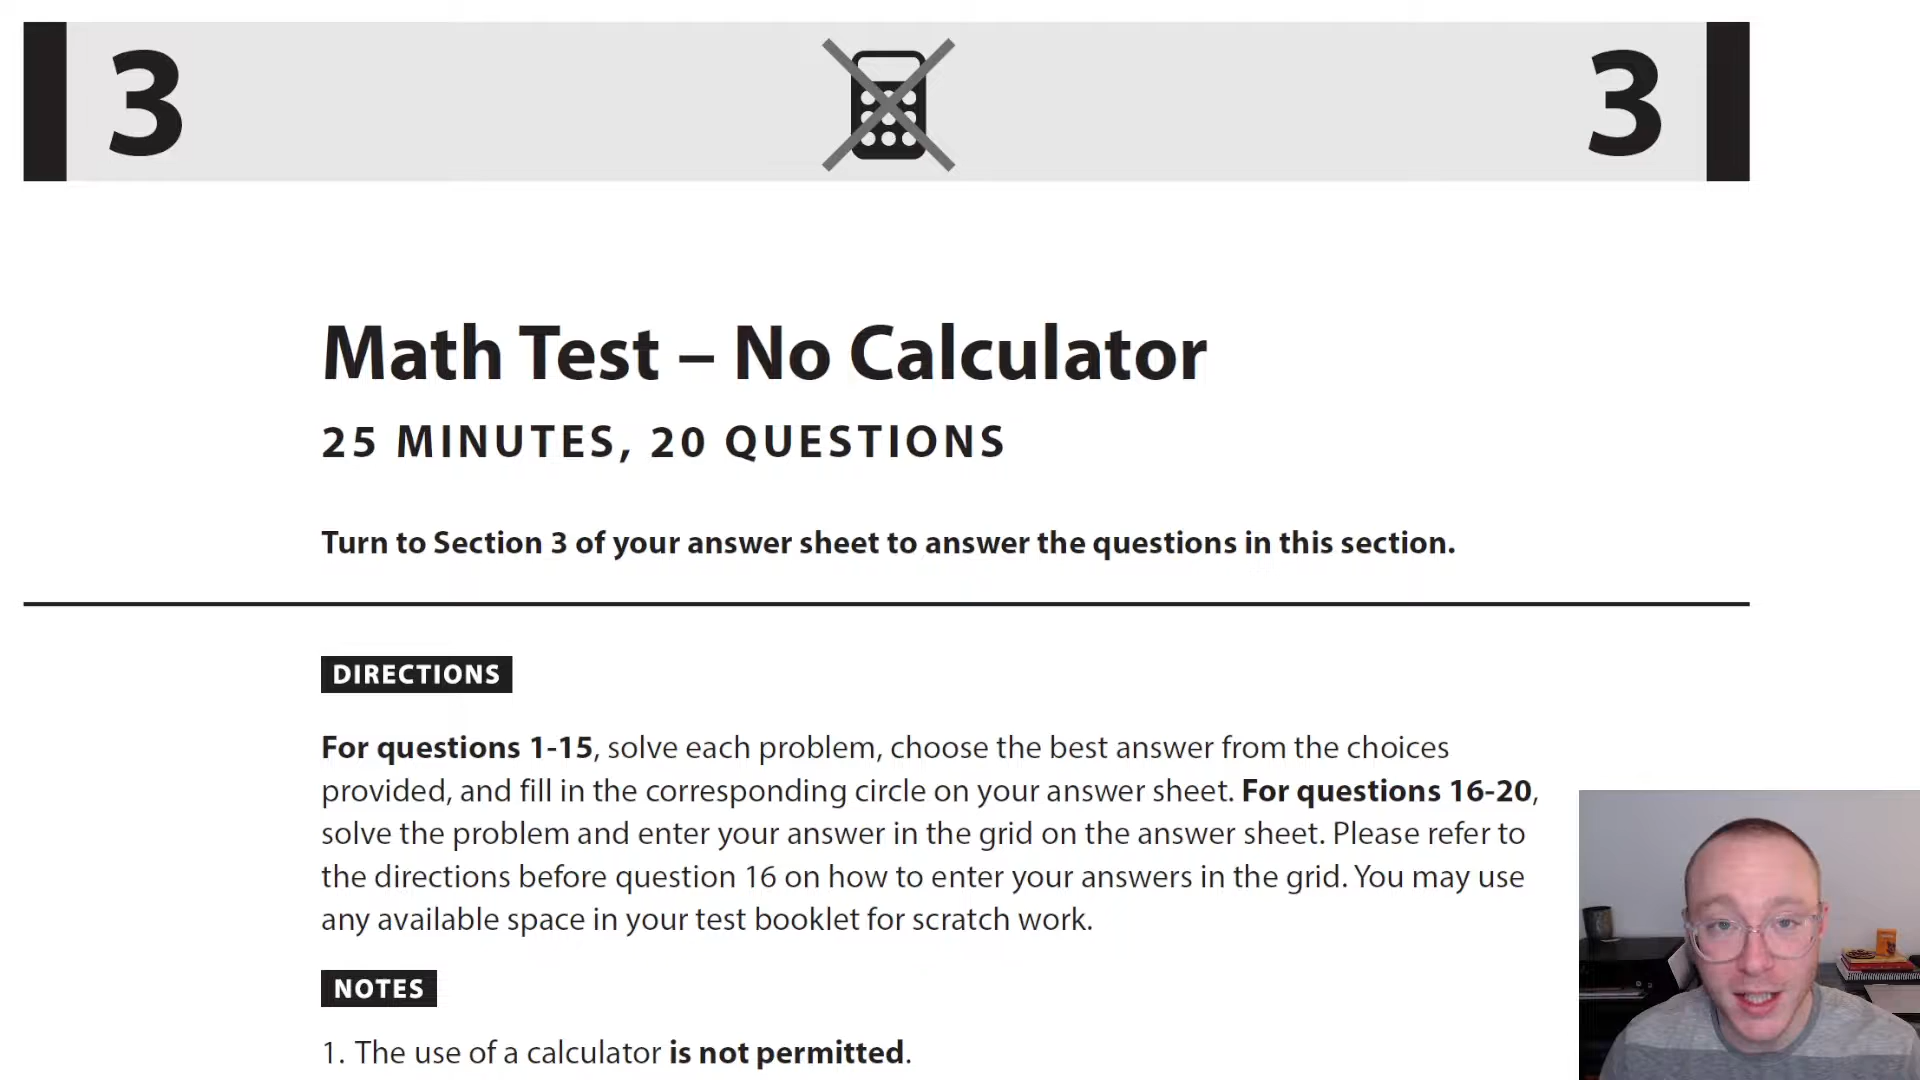 3 3
Math Test – No Calculator
25 MINUTES, 20 QUESTIONS
Turn to Section 3 of your answer sheet to answer the questions in this section.
DIRECTIONS
For questions 1-15, solve each problem, choose the best answer from the choices
provided, and fill in the corresponding circle on your answer sheet. For questions 16-20,
solve the problem and enter your answer in the grid on the answer sheet. Please refer to
the directions before question 16 on how to enter your answers in the grid. You may use
any available space in your test booklet for scratch work.
NOTES
1. The use of a calculator is not permitted.